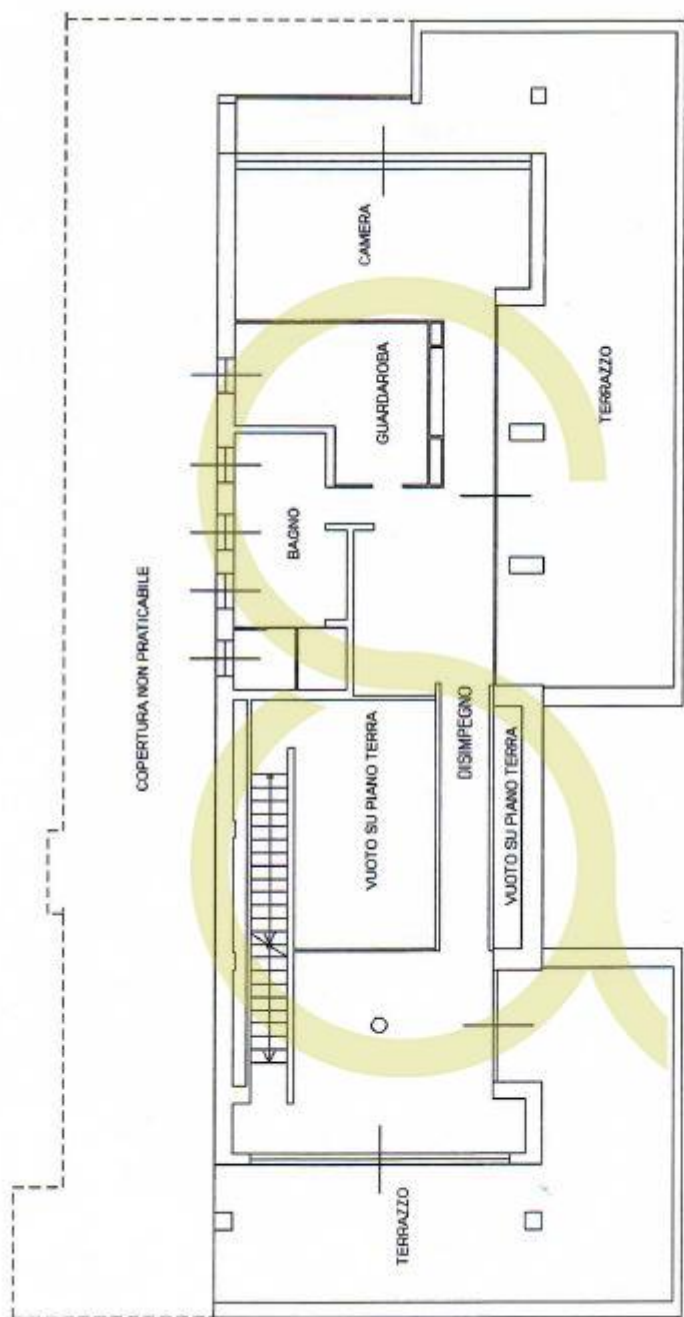 COPERTURA NON PRATICABILE
CAMERA
GUARDAROBA
BAGNO
TERRAZZO
VUOTO SU PIANO TERRA
DISIMPEGNO
VUOTO SU PIANO TERRA
TERRAZZO